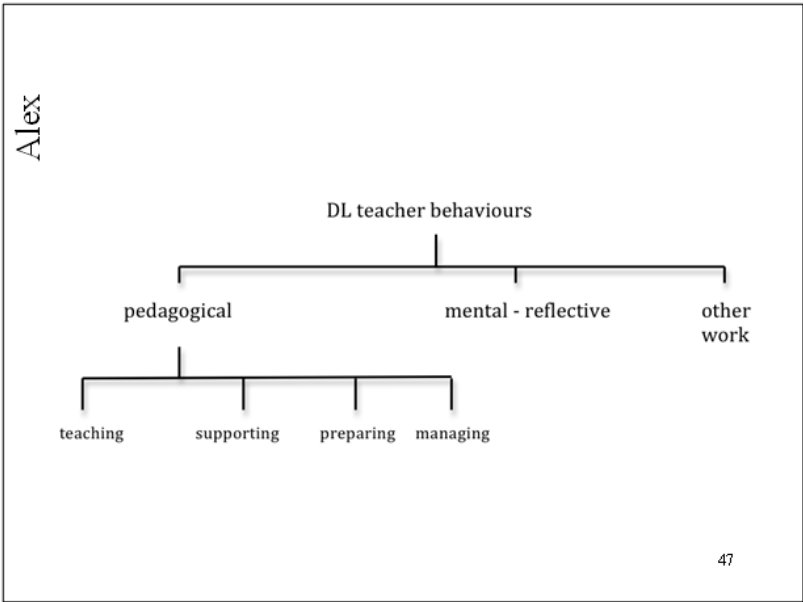 Alex
DL teacher behaviours
pedagogical
mental - reflective
other
work
teaching
supporting
preparing
managing
47